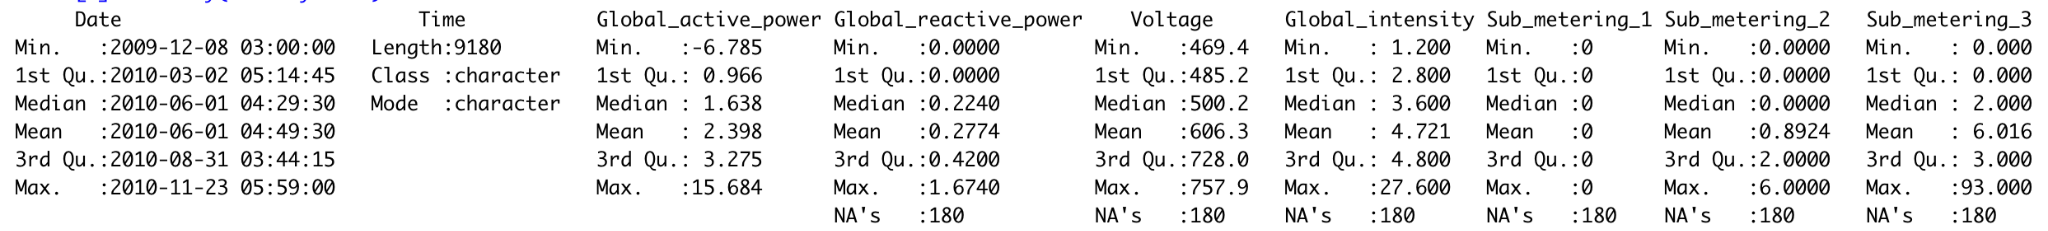 Date Time Global_active_power Global_reactive_power Voltage Global_intensity Sub_metering_1 Sub_metering_2 Sub_metering_3
Min. :2009-12-08 03:00:00 Length:9180 Min. :-6.785 Min. :0.0000 Min. :469.4 Min. : 1.200 Min. :0 Min. :0.0000 Min. : 0.000
1st Qu.:2010-03-02 05:14:45 Class :character 1st Qu.: 0.966 1st Qu.:0.0000 1st Qu.:485.2 1st Qu.: 2.800 1st Qu.:0 1st Qu.:0.0000 1st Qu.: 0.000
Median :2010-06-01 04:29:30 Mode :character Median : 1.638 Median :0.2240 Median :500.2 Median : 3.600 Median :0 Median :0.0000 Median : 2.000
Mean :2010-06-01 04:49:30 Mean : 2.398 Mean :0.2774 Mean :606.3 Mean : 4.721 Mean :0 Mean :0.8924 Mean : 6.016
3rd Qu.:2010-08-31 03:44:15 3rd Qu.: 3.275 3rd Qu.:0.4200 3rd Qu.:728.0 3rd Qu.: 4.800 3rd Qu.:0 3rd Qu.:2.0000 3rd Qu.: 3.000
Max. :2010-11-23 05:59:00 Max. :15.684 Max. :1.6740 Max. :757.9 Max. :27.600 Max. :0 Max. :6.0000 Max. :93.000
NA's :180 NA's :180 NA's :180 NA's :180 NA's :180 NA's :180